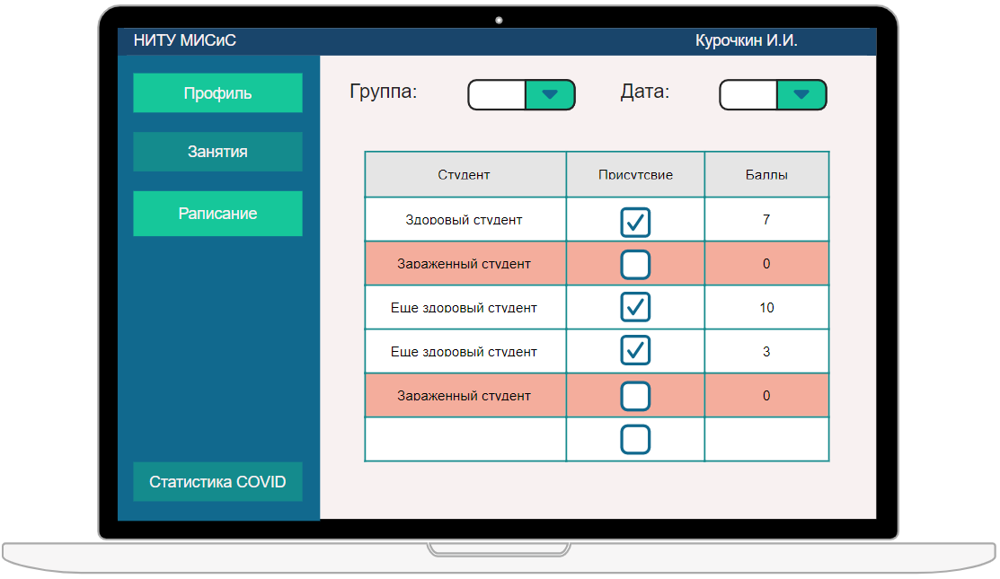 НИТУ МИСиС
Курочкин И.И.
Профиль
Занятия
Раписание
Статистика COVID
Группа:
Дата:
Студент Присутсвие Баллы
Здоровый студент 7
Зараженный студент 0
Еще здоровый студент 10
Еще здоровый студент 3
Зараженный студент 0